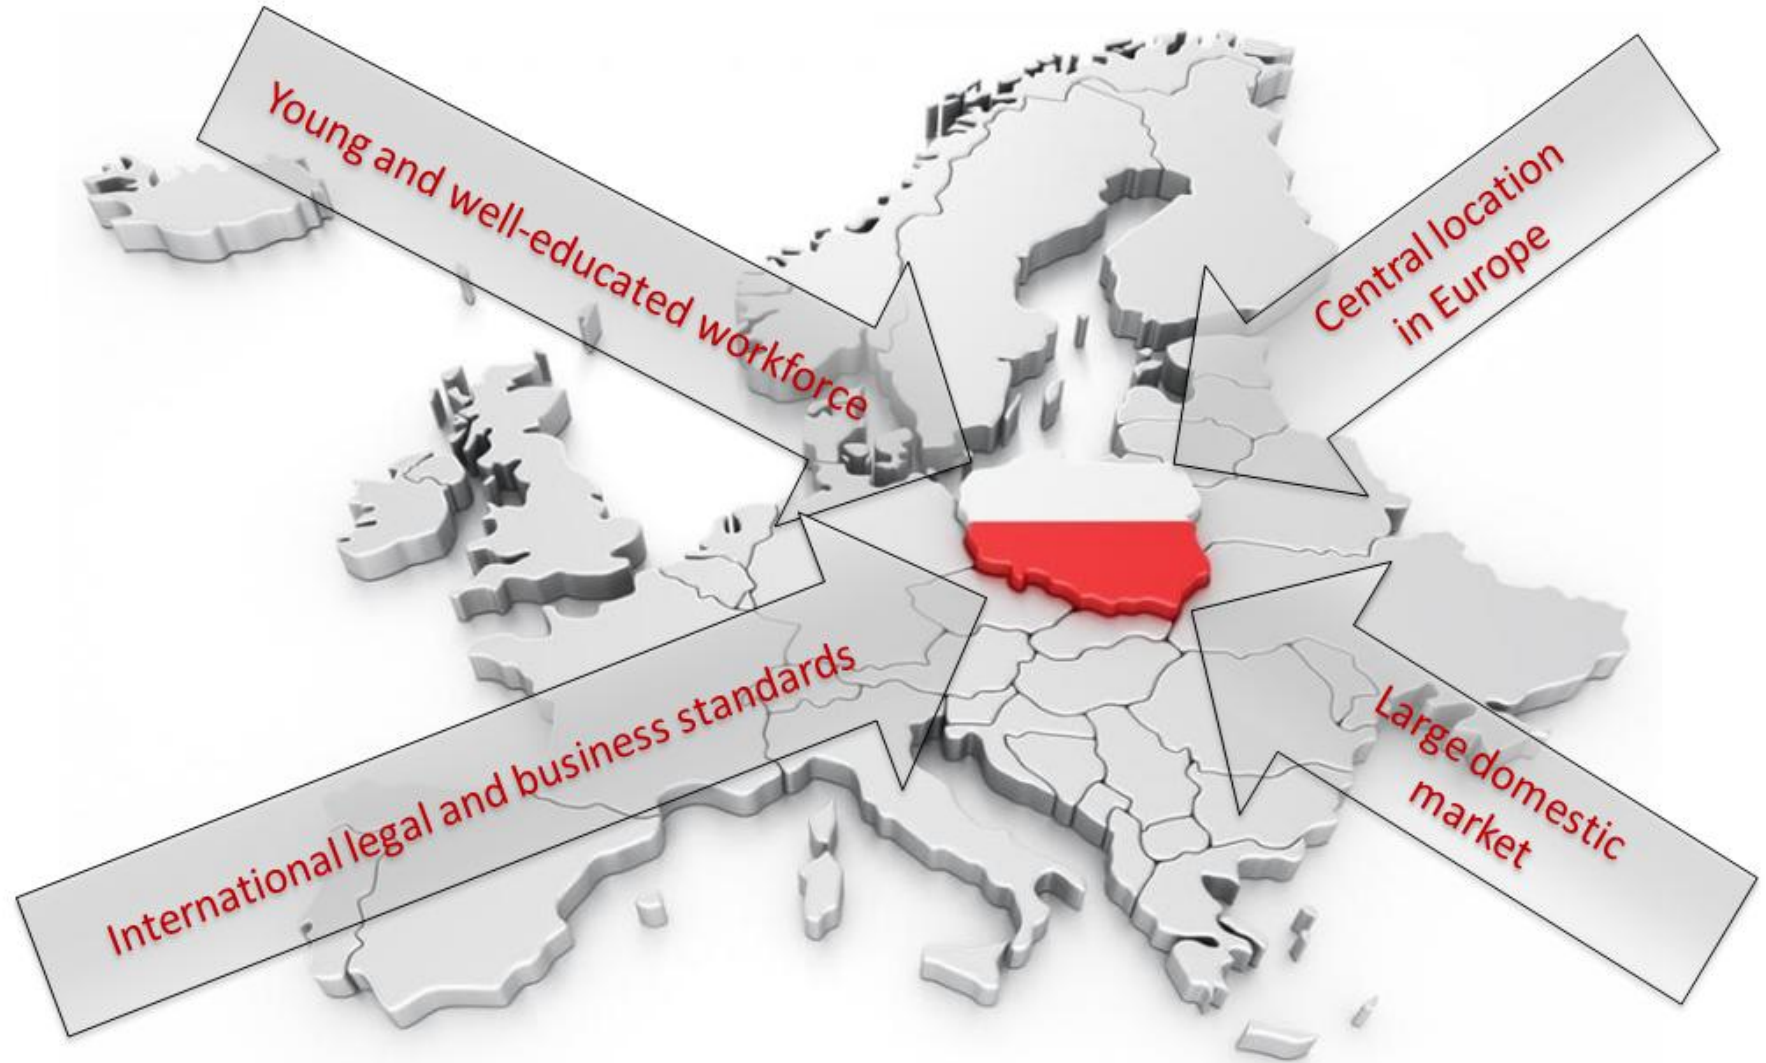 Young and well-educated workforce
Central location
in Europe
International legal and business standards
Large domestic
market